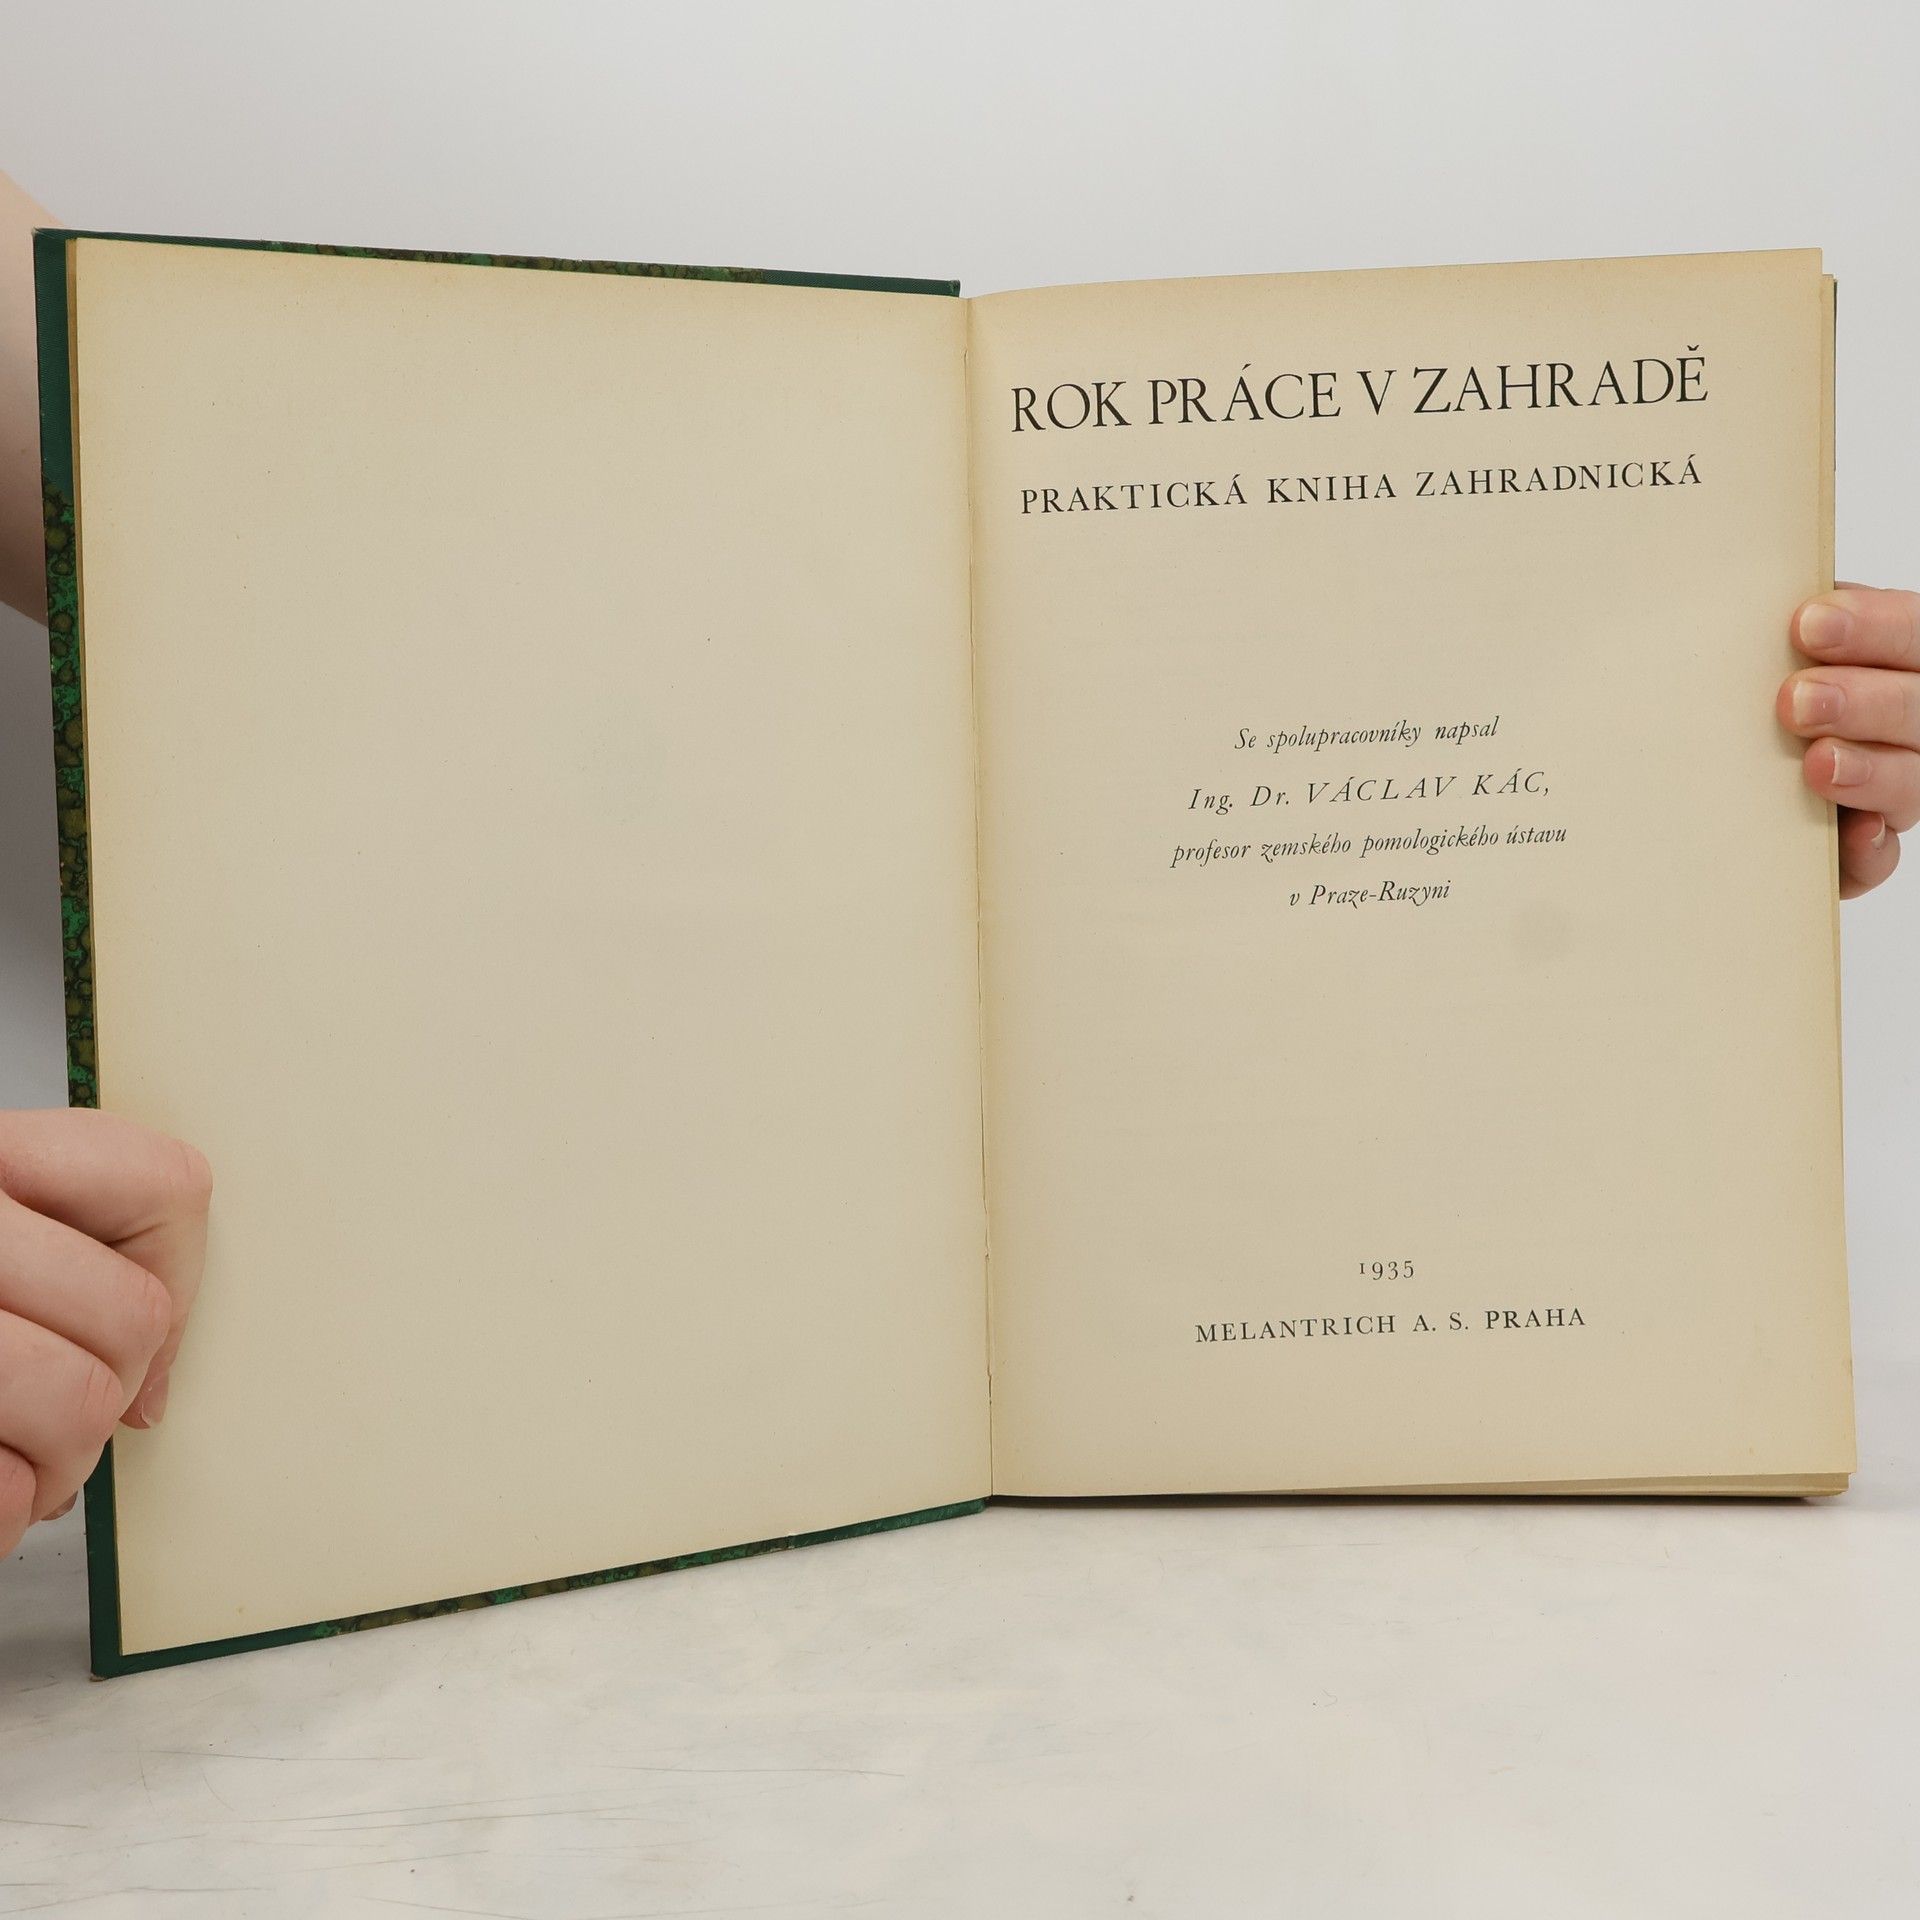 ROK PRÁCE V ZAHRADĚ
PRAKTICKÁ KNIHA ZAHRADNICKÁ
Se spolupracovníky napsal
Ing. Dr. VÁCLAV KÁC,
profesor zemského pomologického ústavu
v Praze-Ruzyni
1935
MELANTRICH A. S. PRAHA